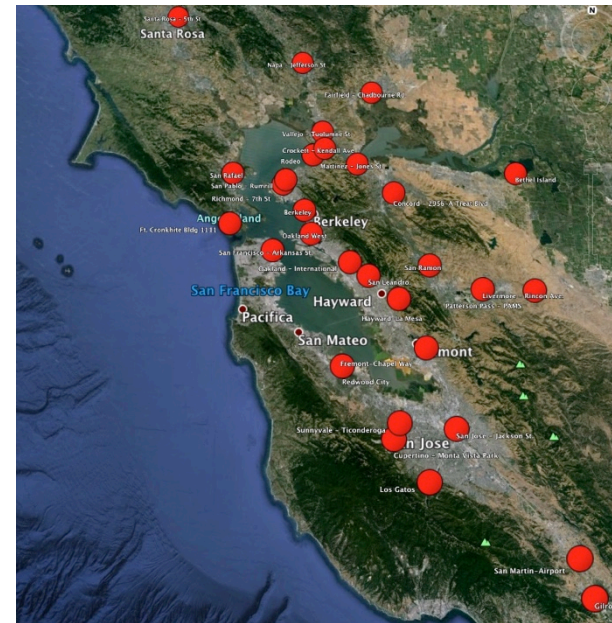 N
Santa Rosa - 5th St
Santa Rosa
Napa - Jefferson St
Fairfield - Chadbourne R
Vallejo - Tuolumne St
Crockett - Kendall Ave
Rodeo
Martinez - Jones St
San Rafael
San Pablo - Rumrill
Bethel Island
Richmond - 7th St
Concord - 2956-A Treat Blvd
Berkeley
Berkeley
Ft. Cronkhite Bldg 1111
Oakland West
San Francisco - Arkansas St
Oakland - International
San Ramon
San Leandro
San Francisco Bay
Hayward
Livermore - Rincon Ave
Patterson Pass - PAMS
Pacifica
Hayward-La Mesa
San Mateo
Fremont-Chapel Way
Redwood City
Sunnyvale - Ticonderoga
San Jose - Jackson St
Cupertino - Monta Vista Park
Los Gatos
San Martin-Airport
Gilro